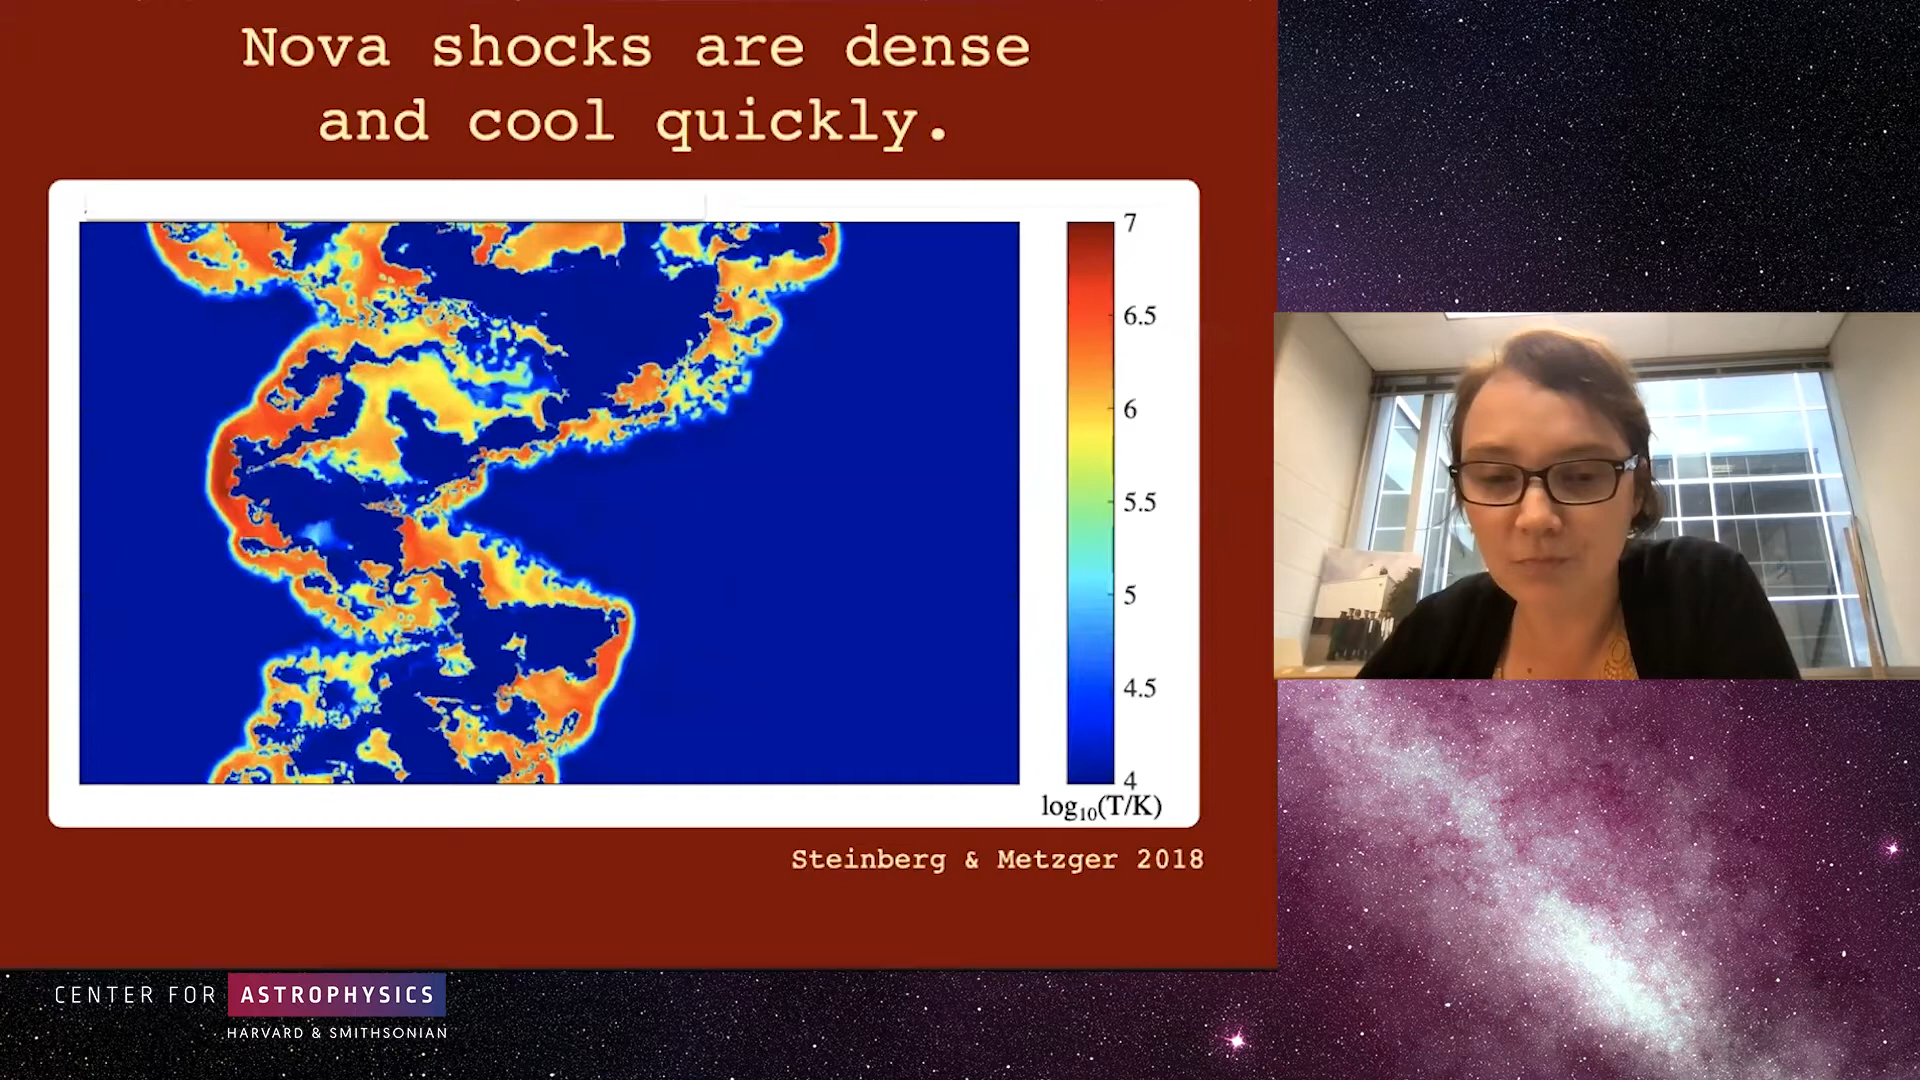 Nova shocks are dense
and cool quickly.
7
6.5
6
5.5
5
4.5
4
log₁₀(T/K)
Steinberg & Metzger 2018
CENTER FOR ASTROPHYSICS
HARVARD & SMITHSONIAN